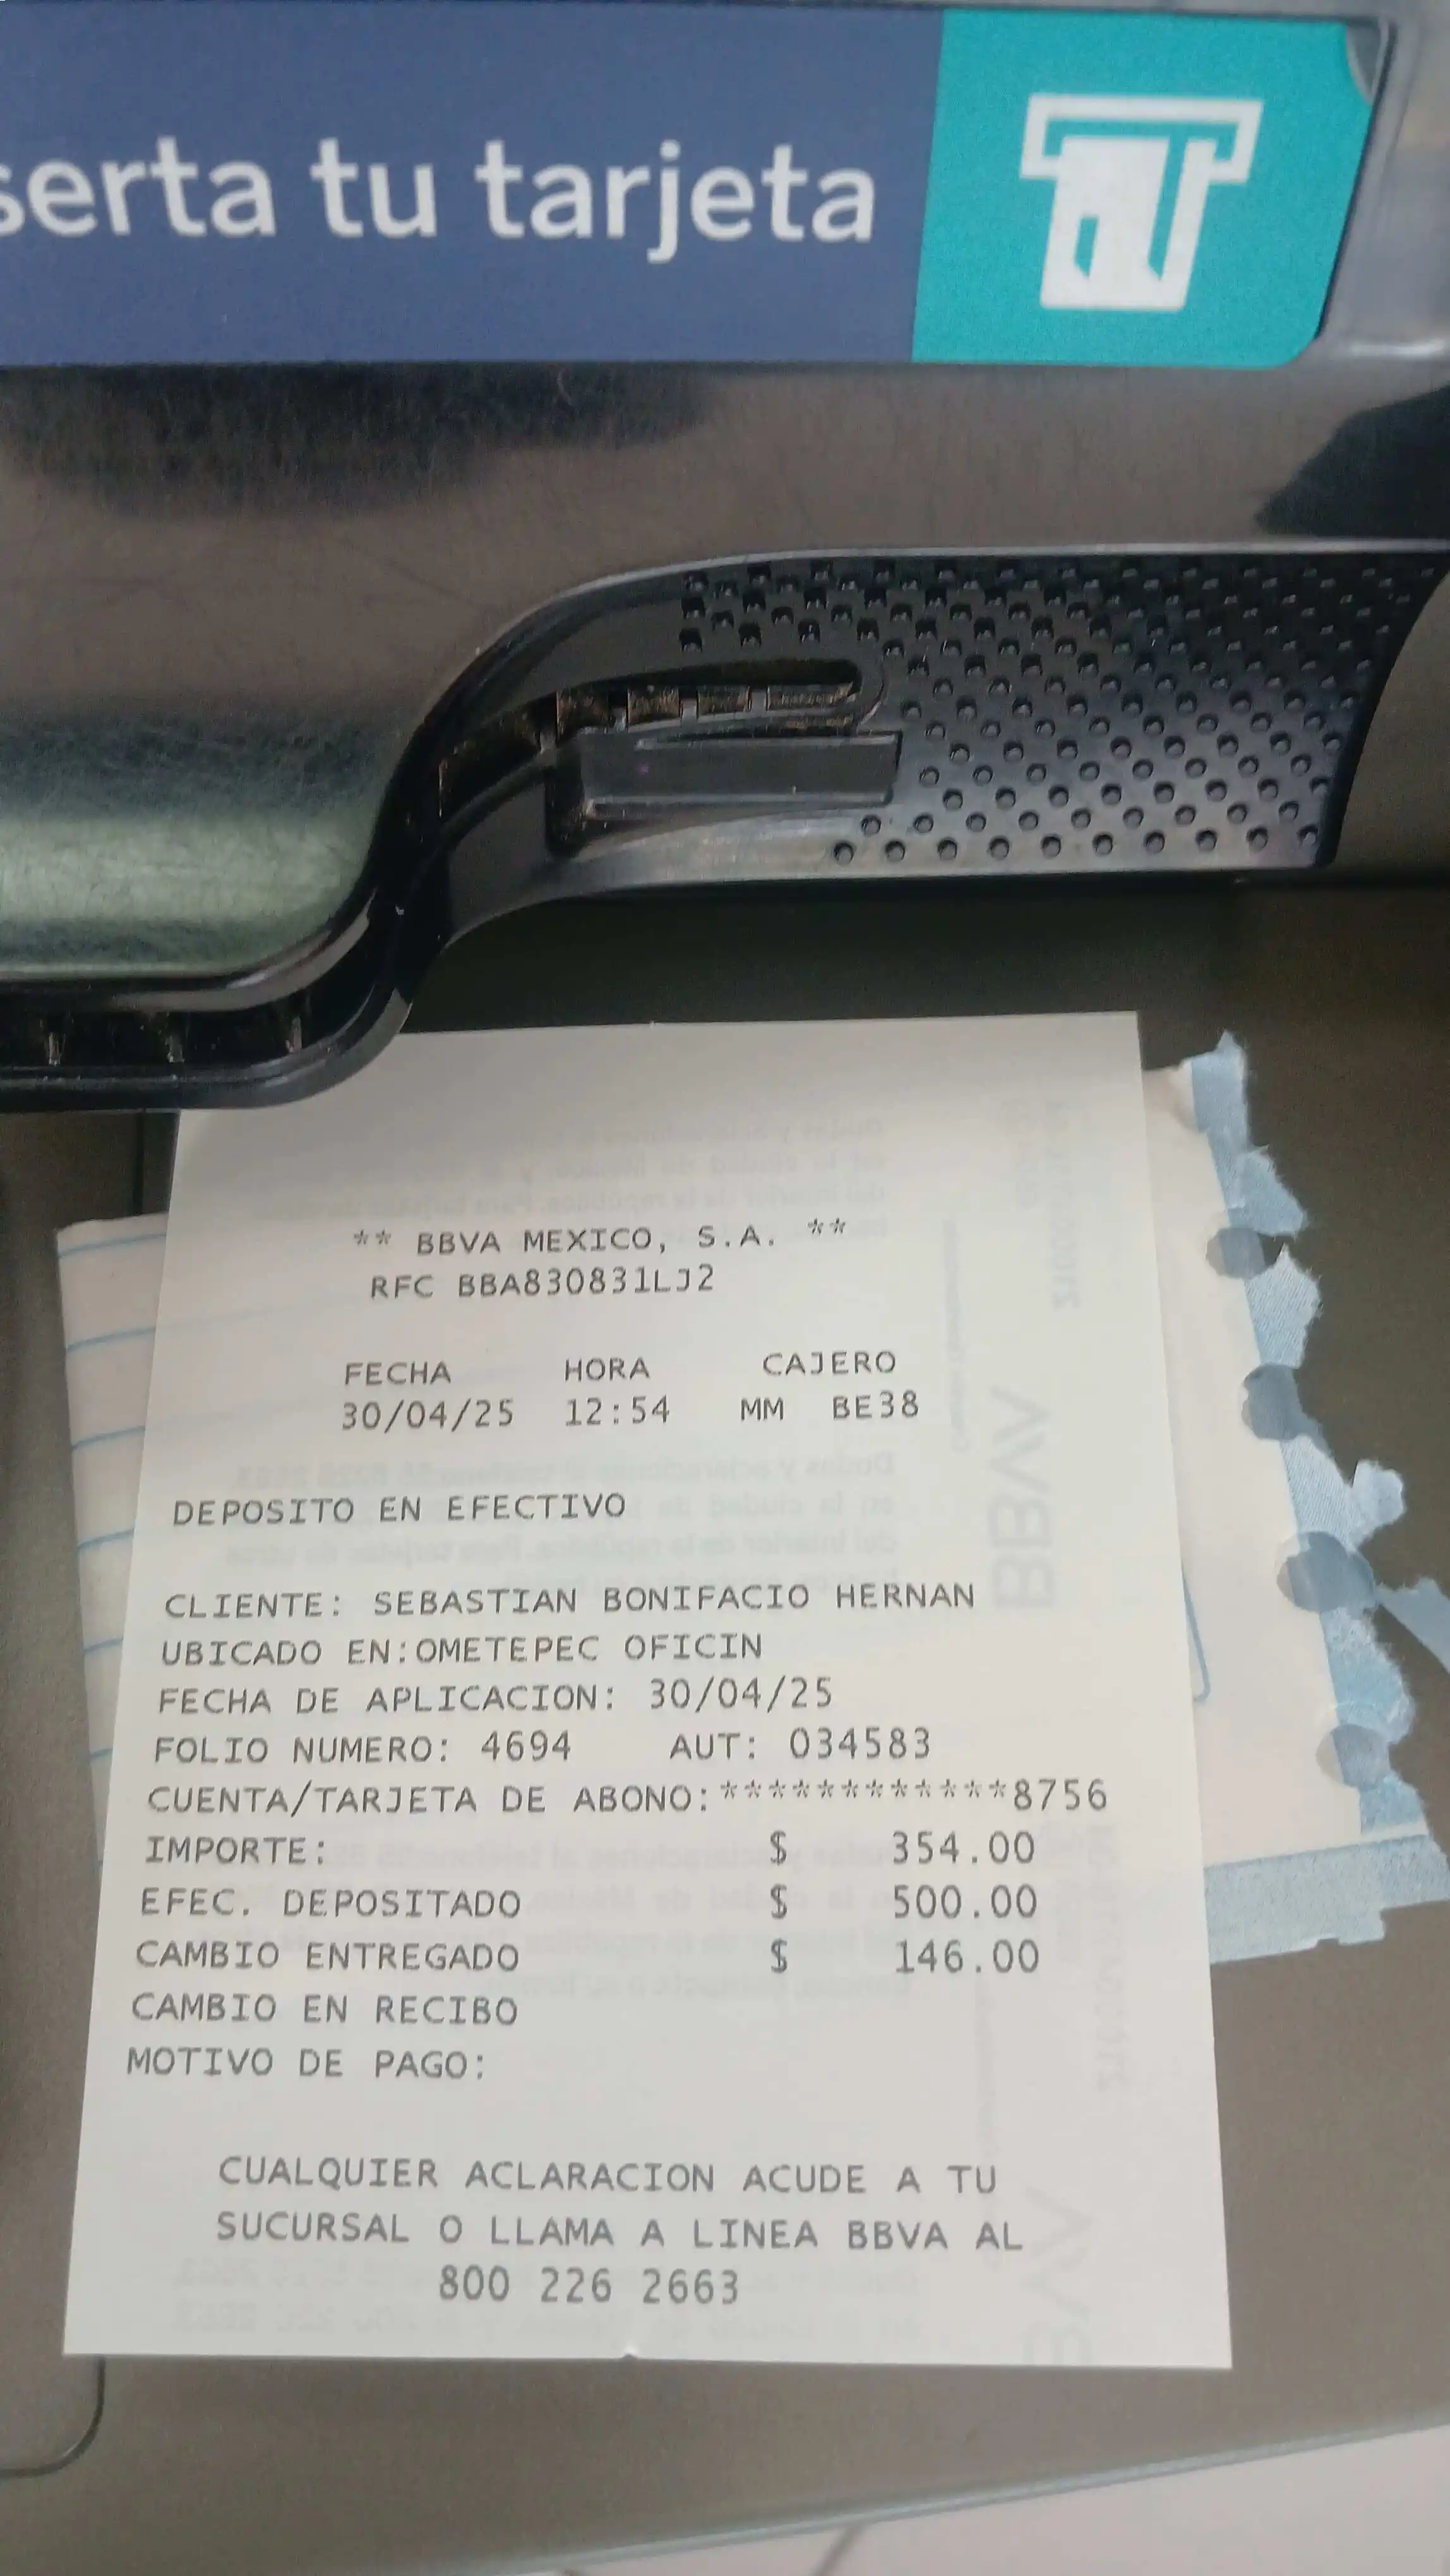 serta tu tarjeta
** BBVA MEXICO, S.A. **
RFC BBA830831LJ2
FECHA HORA CAJERO
30/04/25 12:54 MM BE38
DEPOSITO EN EFECTIVO
CLIENTE: SEBASTIAN BONIFACIO HERNAN
UBICADO EN:OMETEPEC OFICIN
FECHA DE APLICACION: 30/04/25
FOLIO NUMERO: 4694 AUT: 034583
CUENTA/TARJETA DE ABONO:************8756
IMPORTE: $ 354.00
EFEC. DEPOSITADO $ 500.00
CAMBIO ENTREGADO $ 146.00
CAMBIO EN RECIBO
MOTIVO DE PAGO:
CUALQUIER ACLARACION ACUDE A TU
SUCURSAL O LLAMA A LINEA BBVA AL
800 226 2663